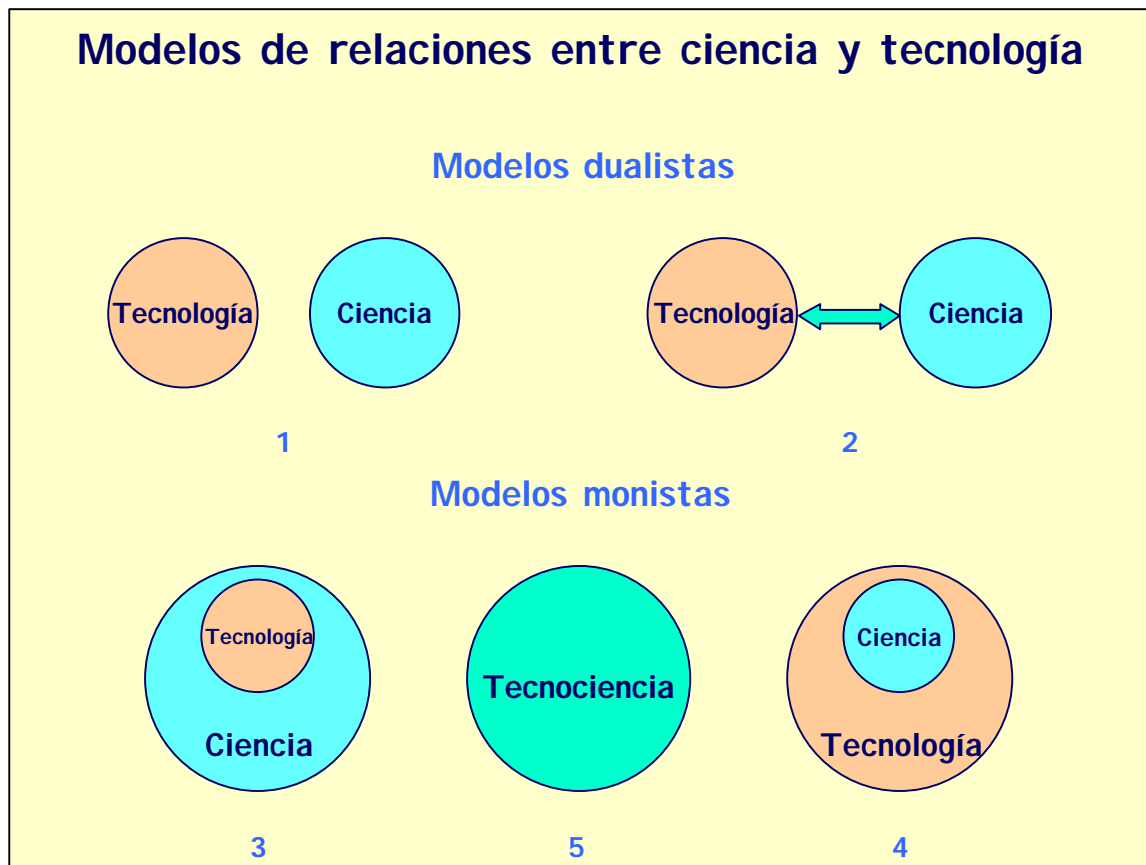 Modelos de relaciones entre ciencia y tecnología
Modelos dualistas
Tecnología
Ciencia
Tecnología
Ciencia
1
2
Modelos monistas
Tecnología
Ciencia
Tecnociencia
Ciencia
Tecnología
3
5
4